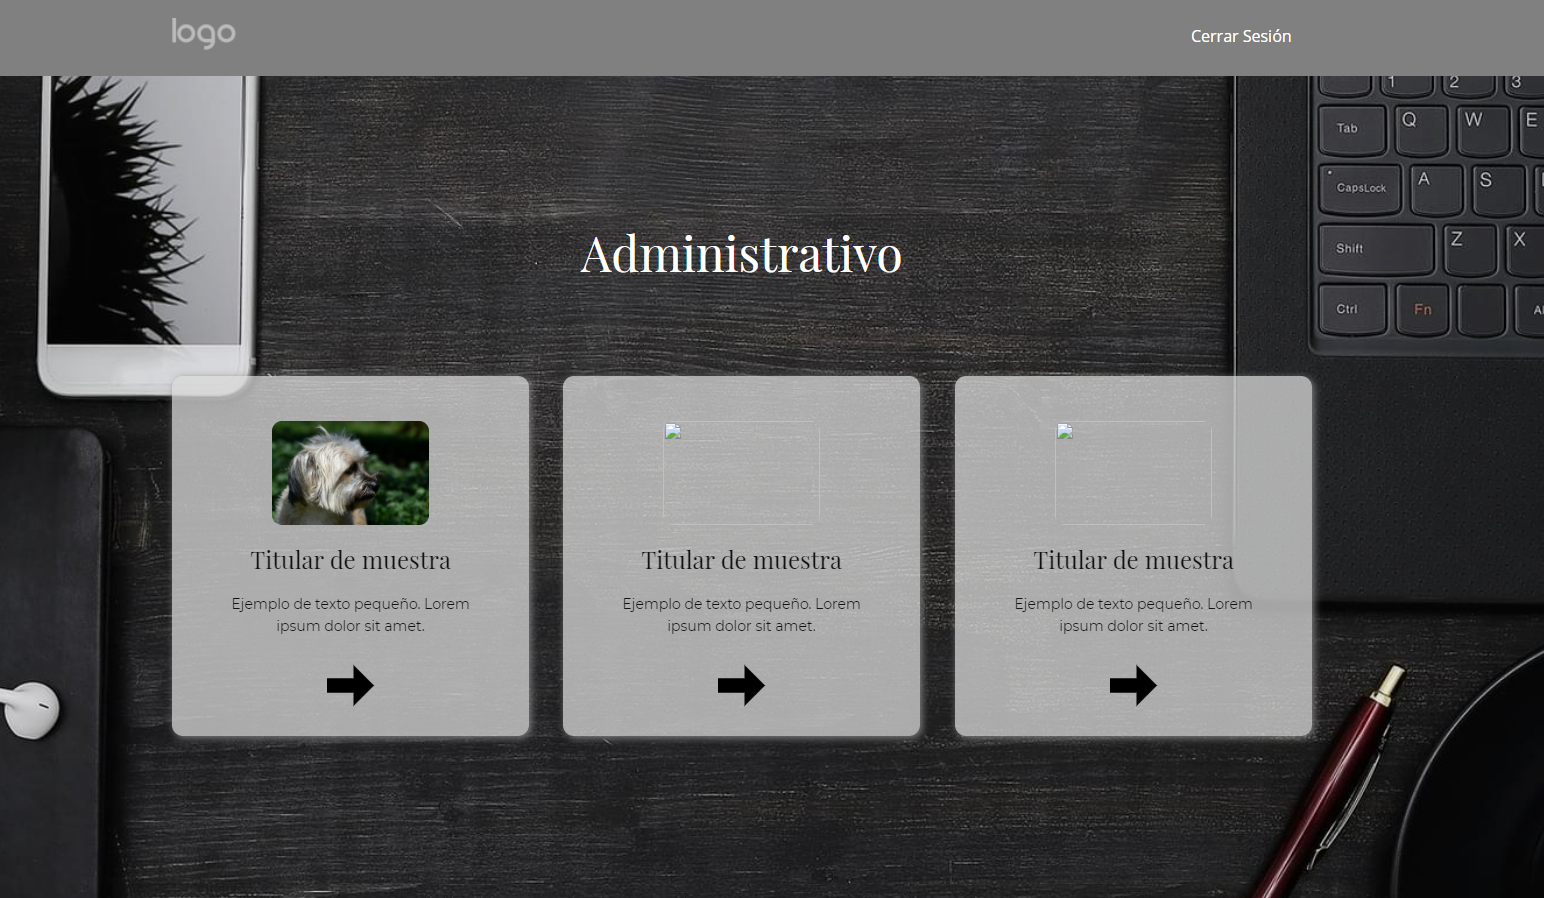 logo
Cerrar Sesión
1 2 3
Tab Q W E
CapsLock A S
Shift Z X
Ctrl Fn
Administrativo
Titular de muestra
Ejemplo de texto pequeño. Lorem
ipsum dolor sit amet.
Titular de muestra
Ejemplo de texto pequeño. Lorem
ipsum dolor sit amet.
Titular de muestra
Ejemplo de texto pequeño. Lorem
ipsum dolor sit amet.